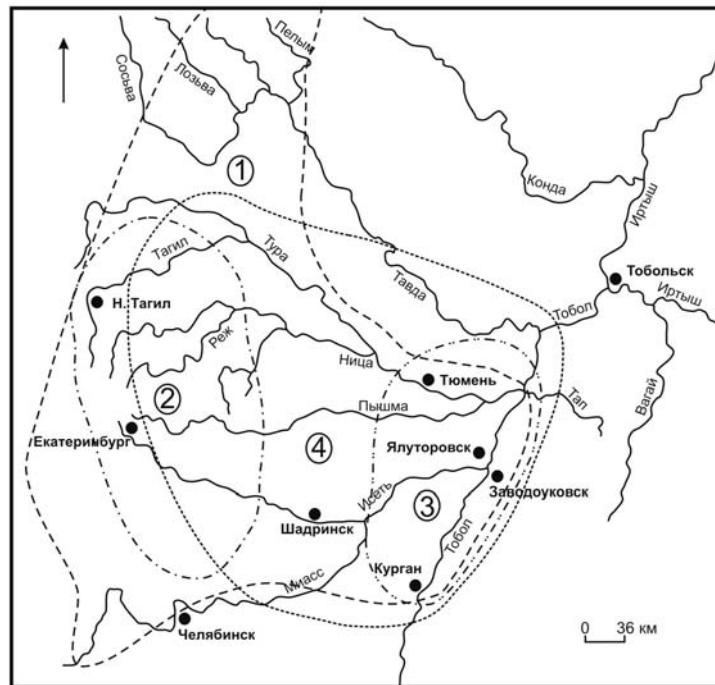 Пелым
Лозьва
Сосьва
1
Конда
Иртыш
Тагил
Тура
Тавда
Тобольск
Иртыш
Н. Тагил
Тобол
Реж
Ница
Тюмень
Тап
Вагай
2
Пышма
Екатеринбург
4
Ялуторовск
Исеть
3
Заводоуковск
Шадринск
Тобол
Курган
Миасс
Челябинск
0 36 км